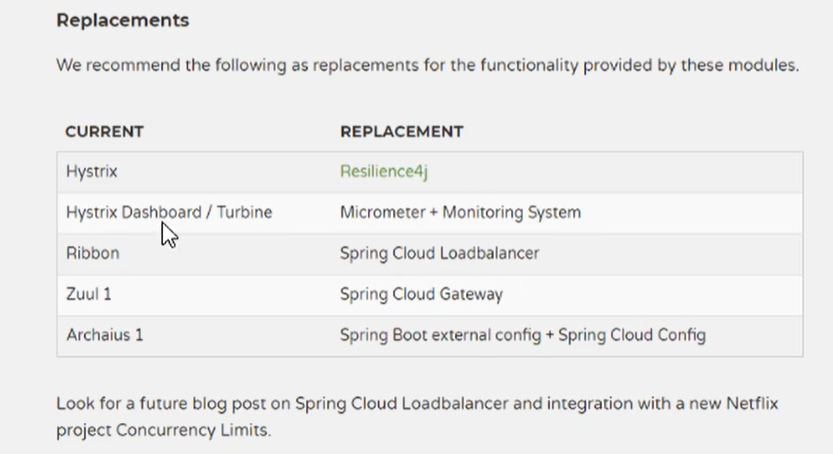 Replacements
We recommend the following as replacements for the functionality provided by these modules.
CURRENT REPLACEMENT
Hystrix Resilience4j
Hystrix Dashboard / Turbine Micrometer + Monitoring System
Ribbon Spring Cloud Loadbalancer
Zuul 1 Spring Cloud Gateway
Archaius 1 Spring Boot external config + Spring Cloud Config
Look for a future blog post on Spring Cloud Loadbalancer and integration with a new Netflix
project Concurrency Limits.